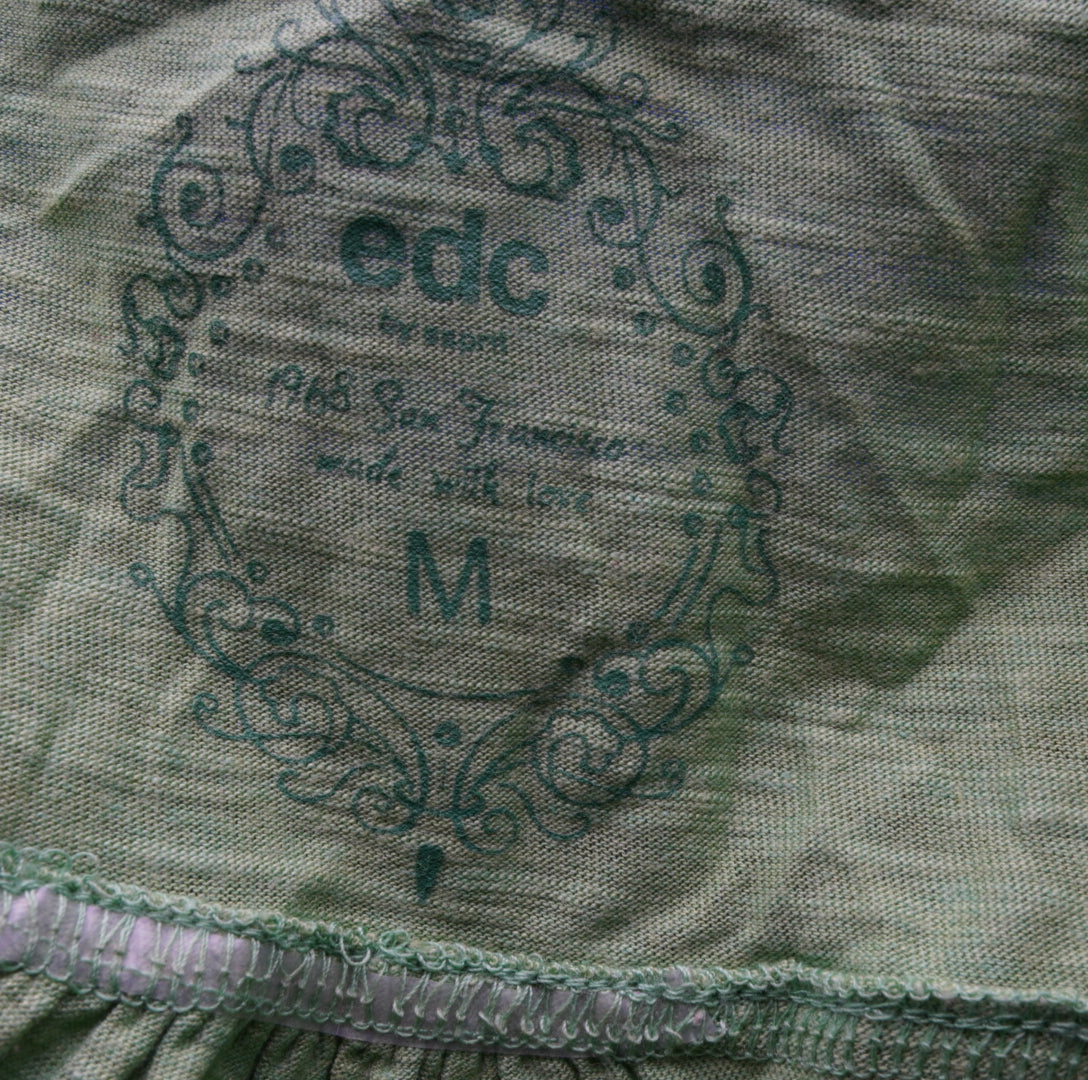 edc
by esprit
1968 San Francisco
made with love
M